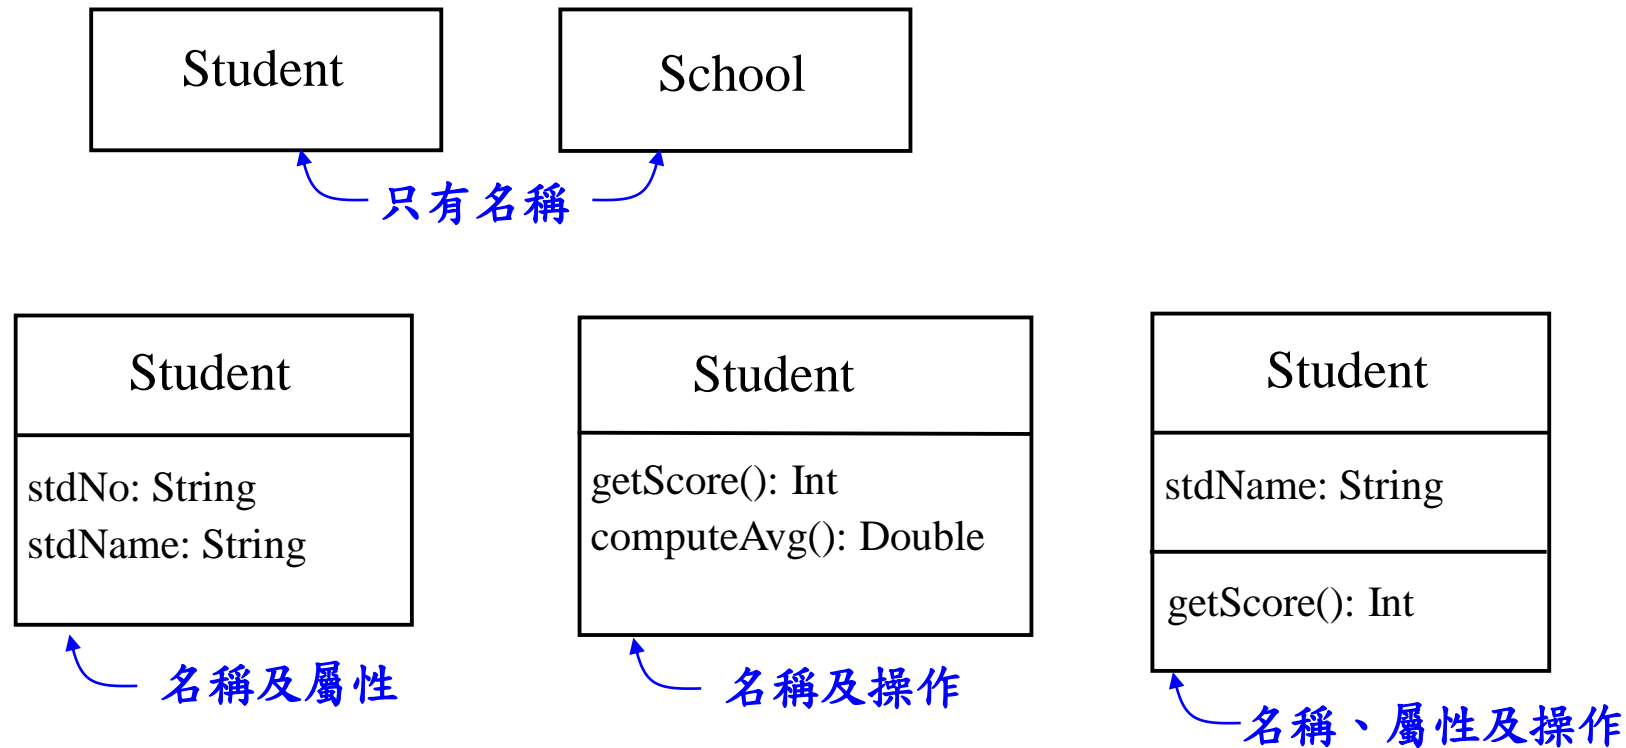 Student
School
只有名稱
Student
stdNo: String
stdName: String
名稱及屬性
Student
getScore(): Int
computeAvg(): Double
名稱及操作
Student
stdName: String
getScore(): Int
名稱、屬性及操作